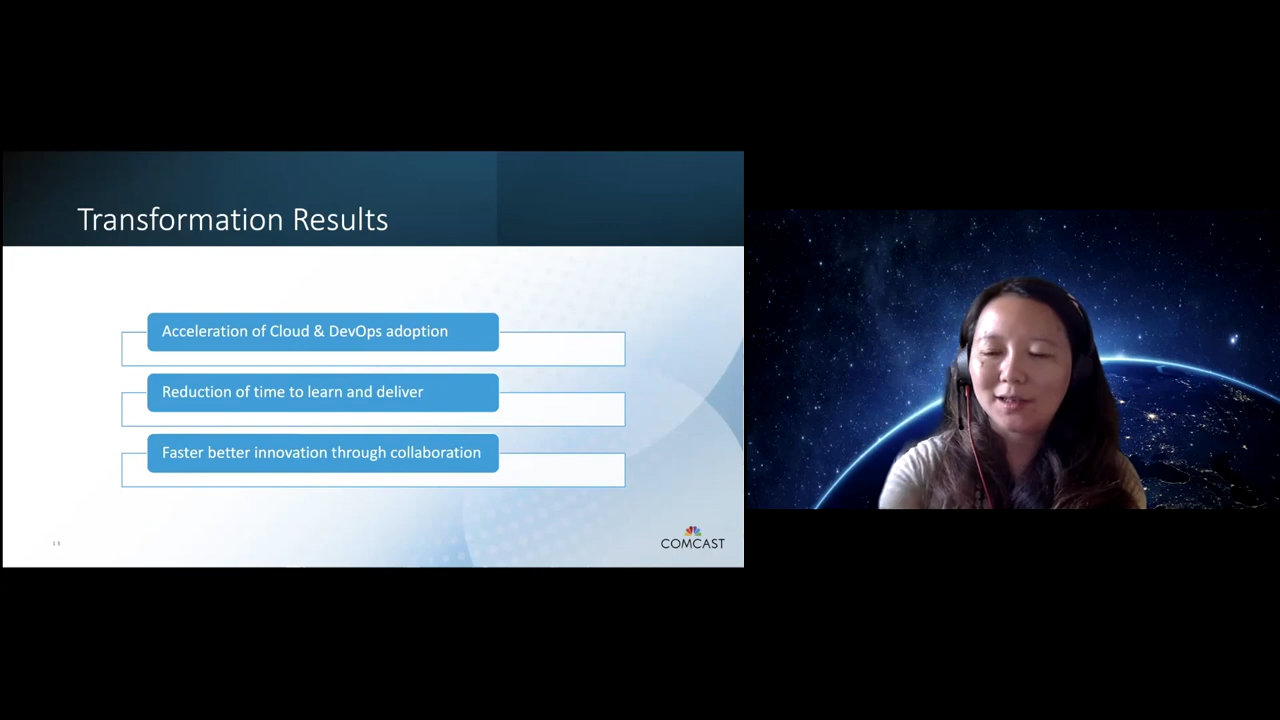 Transformation Results
Acceleration of Cloud & DevOps adoption
Reduction of time to learn and deliver
Faster better innovation through collaboration
COMCAST